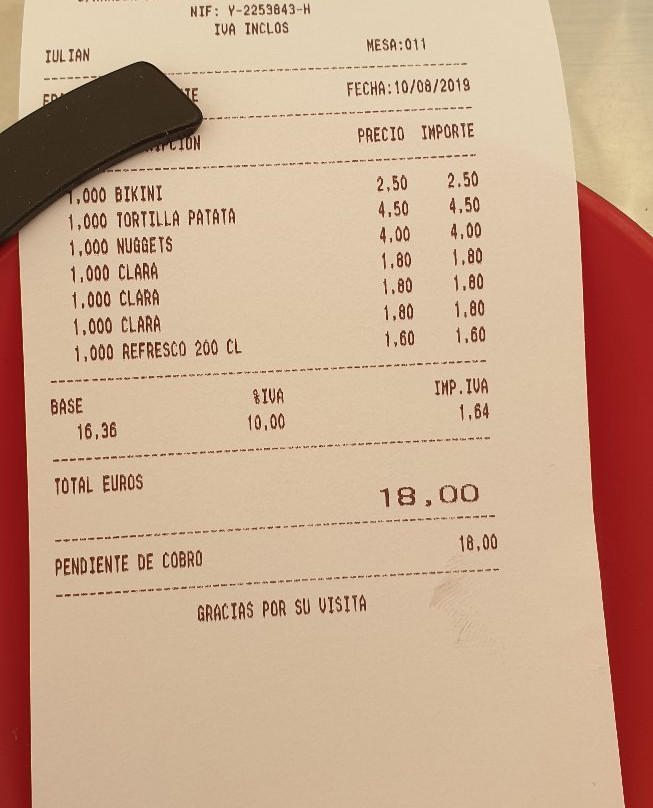 NIF: Y-2253843-H
IVA INCLOS
IULIAN MESA:011
FECHA:10/08/2019
PRECIO IMPORTE
1,000 BIKINI 2,50 2.50
1,000 TORTILLA PATATA 4,50 4,50
1,000 NUGGETS 4,00 4,00
1,000 CLARA 1,80 1,80
1,000 CLARA 1,80 1,80
1,000 CLARA 1,80 1,80
1,000 REFRESCO 200 CL 1,60 1,60
BASE %IVA IMP.IVA
16,36 10,00 1,64
TOTAL EUROS 18,00
PENDIENTE DE COBRO 18,00
GRACIAS POR SU VISITA